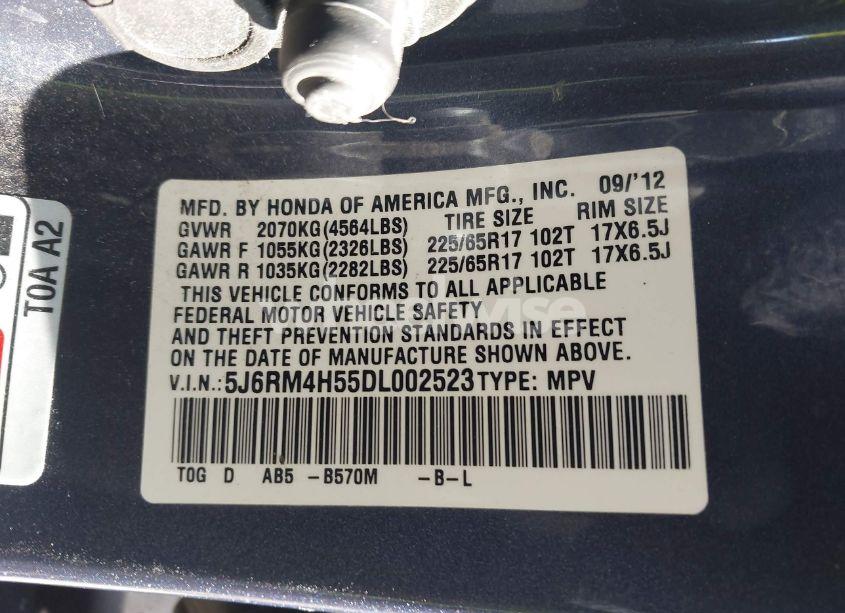 MFD. BY HONDA OF AMERICA MFG., INC. 09/'12
GVWR 2070KG(4564LBS) TIRE SIZE RIM SIZE
GAWR F 1055KG(2326LBS) 225/65R17 102T 17X6.5J
GAWR R 1035KG(2282LBS) 225/65R17 102T 17X6.5J
THIS VEHICLE CONFORMS TO ALL APPLICABLE
FEDERAL MOTOR VEHICLE SAFETY
AND THEFT PREVENTION STANDARDS IN EFFECT
ON THE DATE OF MANUFACTURE SHOWN ABOVE.
V.I.N.: 5J6RM4H55DL002523 TYPE: MPV
T0G D AB5 -B570M -B-L
T0A A2